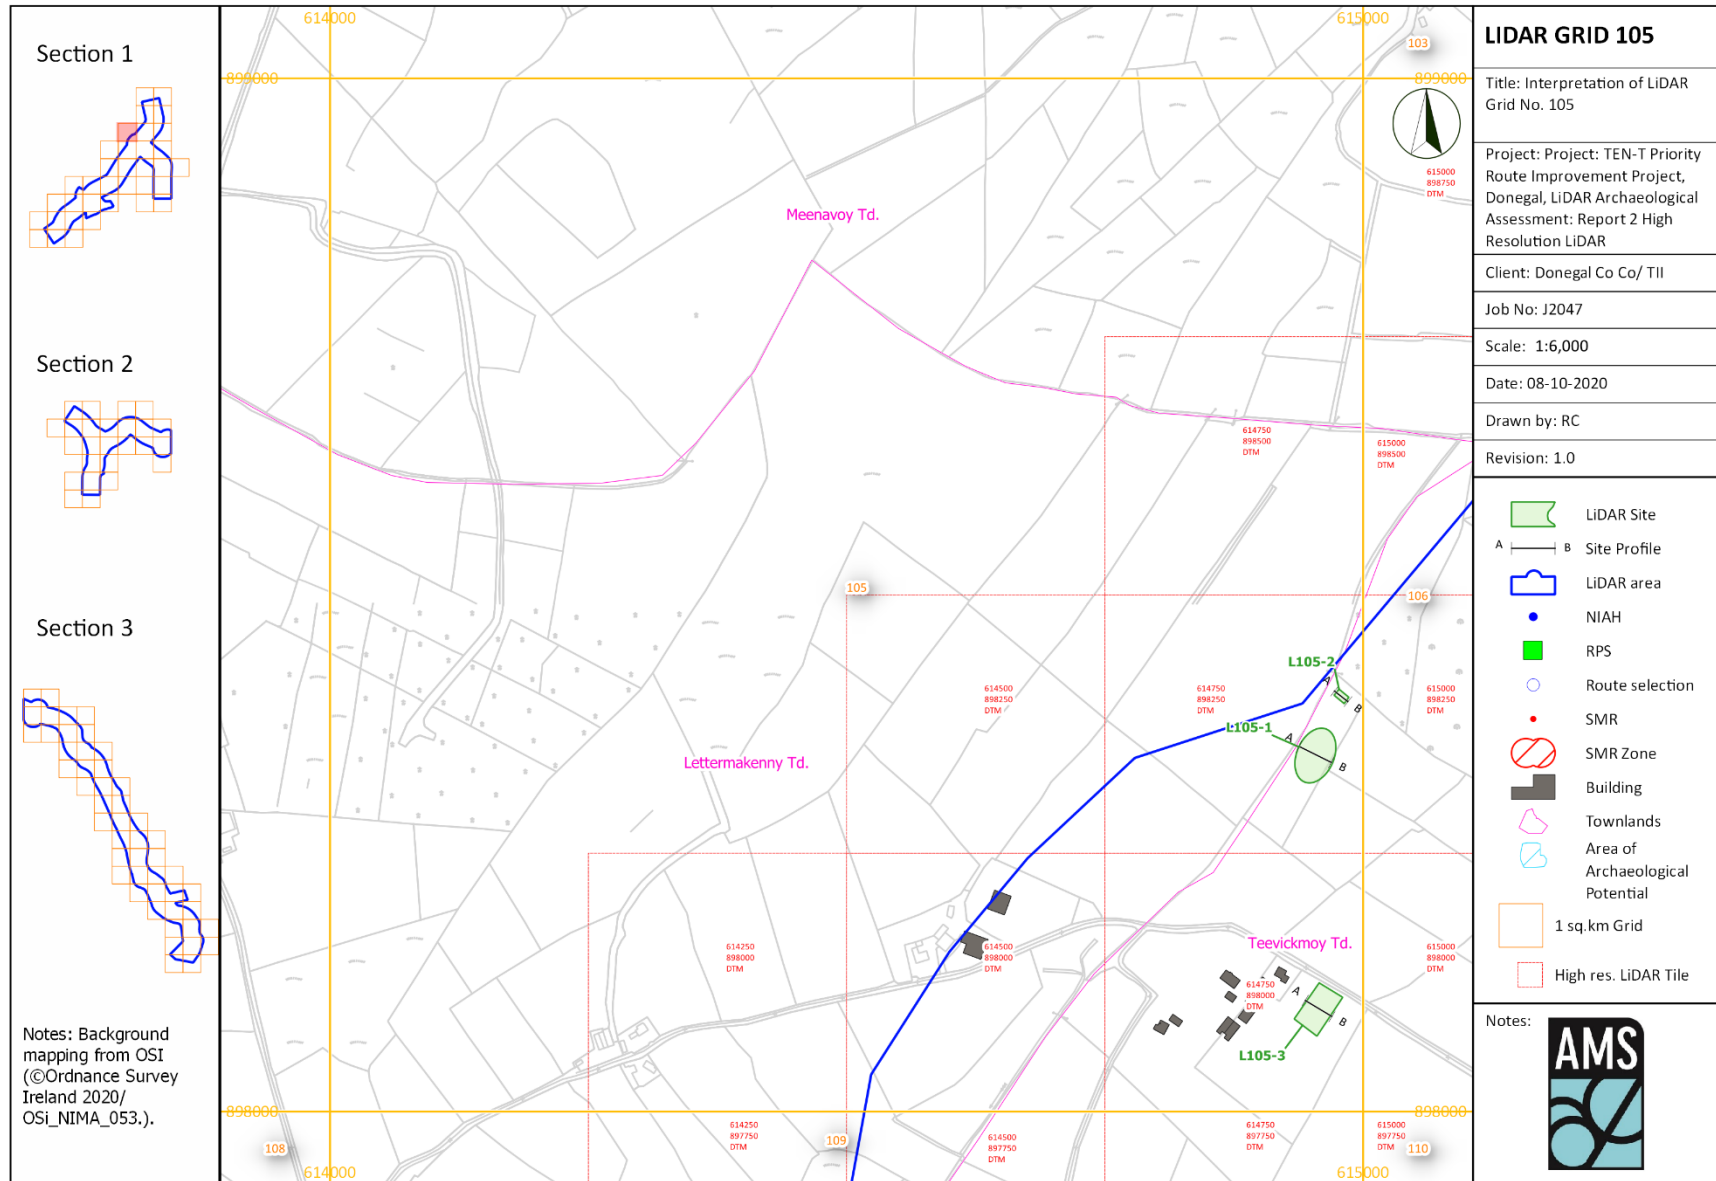 Section 1
Section 2
Section 3
Notes: Background
mapping from OSI
(©Ordnance Survey
Ireland 2020/
OSi_NIMA_053.).
614000
615000
103
899000
899000
615000
898750
DTM
Meenavoy Td.
614750
898500
DTM
615000
898500
DTM
105
106
L105-2
A
B
614500
898250
DTM
614750
898250
DTM
615000
898250
DTM
L105-1
A
B
Lettermakenny Td.
Teevickmoy Td.
614250
898000
DTM
614500
898000
DTM
614750
898000
DTM
615000
898000
DTM
A
B
L105-3
898000
898000
614250
897750
DTM
614500
897750
DTM
614750
897750
DTM
615000
897750
DTM
108
109
110
614000
615000
LIDAR GRID 105
Title: Interpretation of LiDAR
Grid No. 105
Project: Project: TEN-T Priority
Route Improvement Project,
Donegal, LiDAR Archaeological
Assessment: Report 2 High
Resolution LiDAR
Client: Donegal Co Co/ TII
Job No: J2047
Scale: 1:6,000
Date: 08-10-2020
Drawn by: RC
Revision: 1.0
LiDAR Site
A B Site Profile
LiDAR area
NIAH
RPS
Route selection
SMR
SMR Zone
Building
Townlands
Area of
Archaeological
Potential
1 sq.km Grid
High res. LiDAR Tile
Notes:
AMS